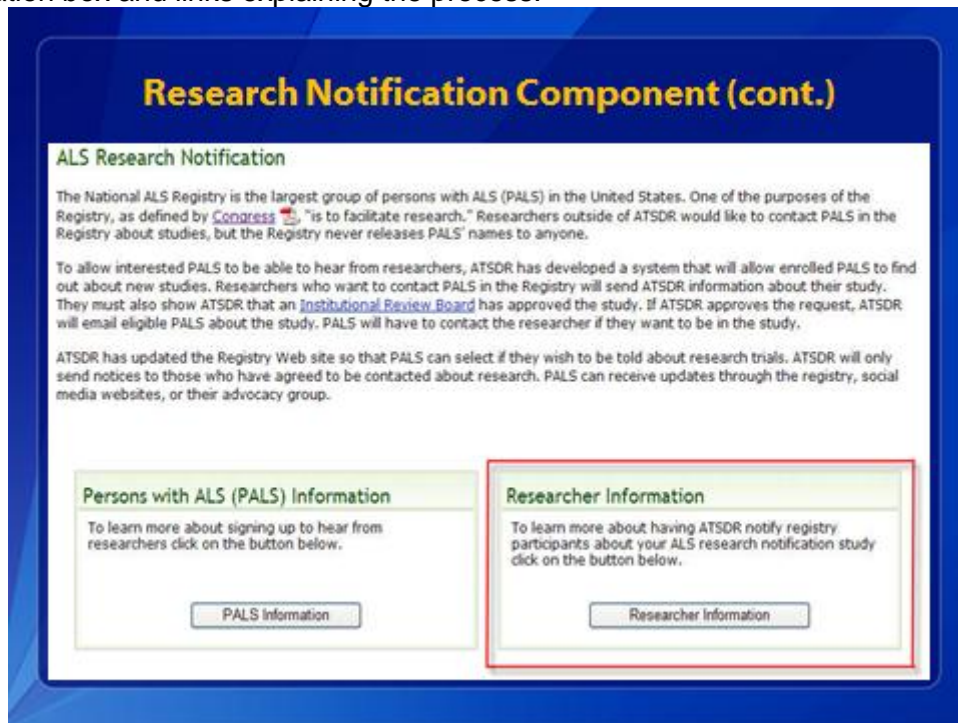 box and links explaining the process.
Research Notification Component (cont.)
ALS Research Notification
The National ALS Registry is the largest group of persons with ALS (PALS) in the United States. One of the purposes of the
Registry, as defined by Congress , "is to facilitate research." Researchers outside of ATSDR would like to contact PALS in the
Registry about studies, but the Registry never releases PALS' names to anyone.
To allow interested PALS to be able to hear from researchers, ATSDR has developed a system that will allow enrolled PALS to find
out about new studies. Researchers who want to contact PALS in the Registry will send ATSDR information about their study.
They must also show ATSDR that an Institutional Review Board has approved the study. If ATSDR approves the request, ATSDR
will email eligible PALS about the study. PALS will have to contact the researcher if they want to be in the study.
ATSDR has updated the Registry Web site so that PALS can select if they wish to be told about research trials. ATSDR will only
send notices to those who have agreed to be contacted about research. PALS can receive updates through the registry, social
media websites, or their advocacy group.
Persons with ALS (PALS) Information
To learn more about signing up to hear from
researchers click on the button below.
PALS Information
Researcher Information
To learn more about having ATSDR notify registry
participants about your ALS research notification study
click on the button below.
Researcher Information